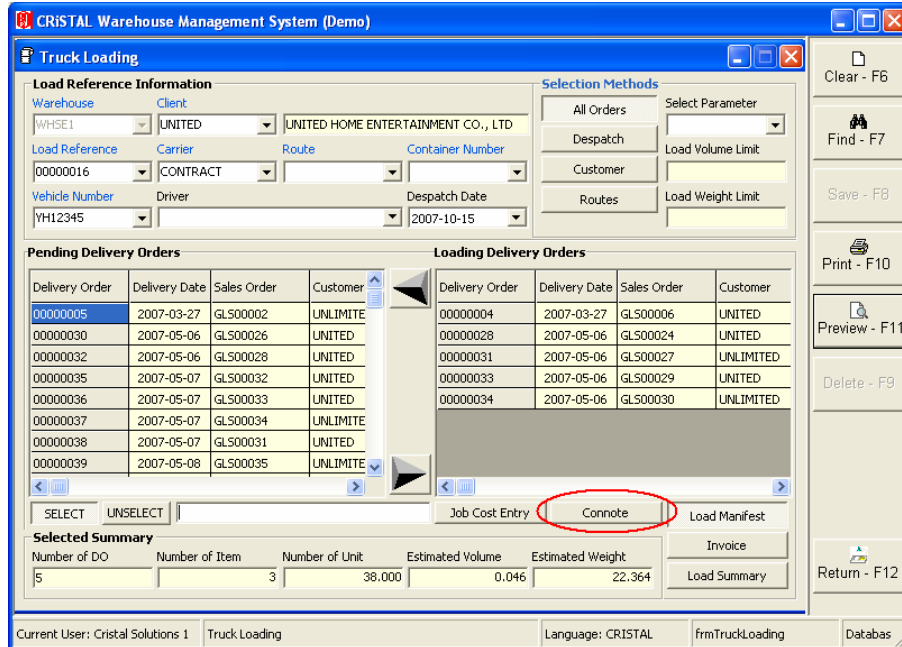 CRiSTAL Warehouse Management System (Demo)
Truck Loading
Load Reference Information
Warehouse Client
WHSE1 UNITED UNITED HOME ENTERTAINMENT CO., LTD
Load Reference Carrier Route Container Number
00000016 CONTRACT
Vehicle Number Driver Despatch Date
YH12345 2007-10-15
Selection Methods
All Orders
Despatch
Customer
Routes
Select Parameter
Load Volume Limit
Load Weight Limit
Pending Delivery Orders
Delivery Order Delivery Date Sales Order Customer
00000005 2007-03-27 GLS00002 UNLIMITE
00000030 2007-05-06 GLS00026 UNITED
00000032 2007-05-06 GLS00028 UNITED
00000035 2007-05-07 GLS00032 UNITED
00000036 2007-05-07 GLS00033 UNITED
00000037 2007-05-07 GLS00034 UNLIMITE
00000038 2007-05-07 GLS00031 UNITED
00000039 2007-05-08 GLS00035 UNLIMITE
Loading Delivery Orders
Delivery Order Delivery Date Sales Order Customer
00000004 2007-03-27 GLS00006 UNITED
00000028 2007-05-06 GLS00024 UNITED
00000031 2007-05-06 GLS00027 UNLIMITED
00000033 2007-05-06 GLS00029 UNITED
00000034 2007-05-06 GLS00030 UNLIMITED
SELECT UNSELECT
Job Cost Entry Connote Load Manifest
Invoice
Load Summary
Selected Summary
Number of DO Number of Item Number of Unit Estimated Volume Estimated Weight
5 3 38.000 0.046 22.364
Clear - F6
Find - F7
Save - F8
Print - F10
Preview - F11
Delete - F9
Return - F12
Current User: Cristal Solutions 1 Truck Loading Language: CRISTAL frmTruckLoading Databas